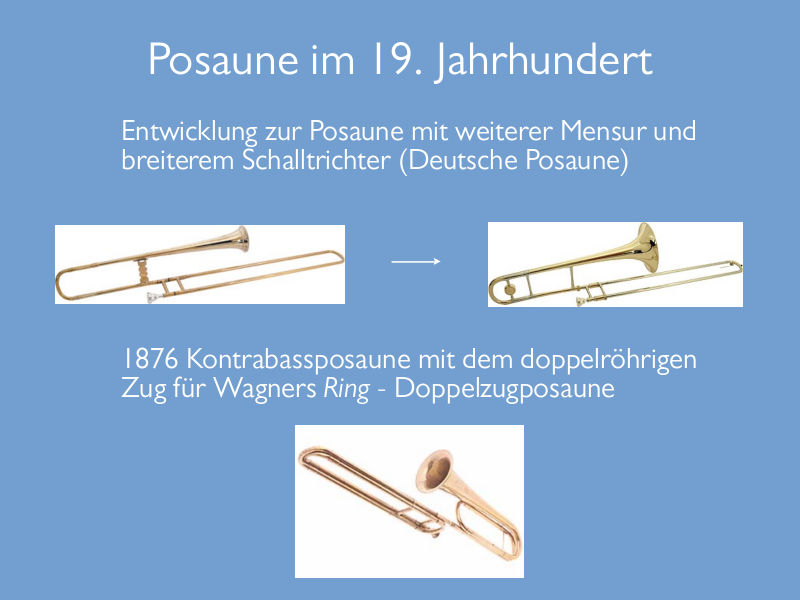 Posaune im 19. Jahrhundert
Entwicklung zur Posaune mit weiterer Mensur und
breiterem Schalltrichter (Deutsche Posaune)
1876 Kontrabassposaune mit dem doppelröhrigen
Zug für Wagners Ring - Doppelzugposaune